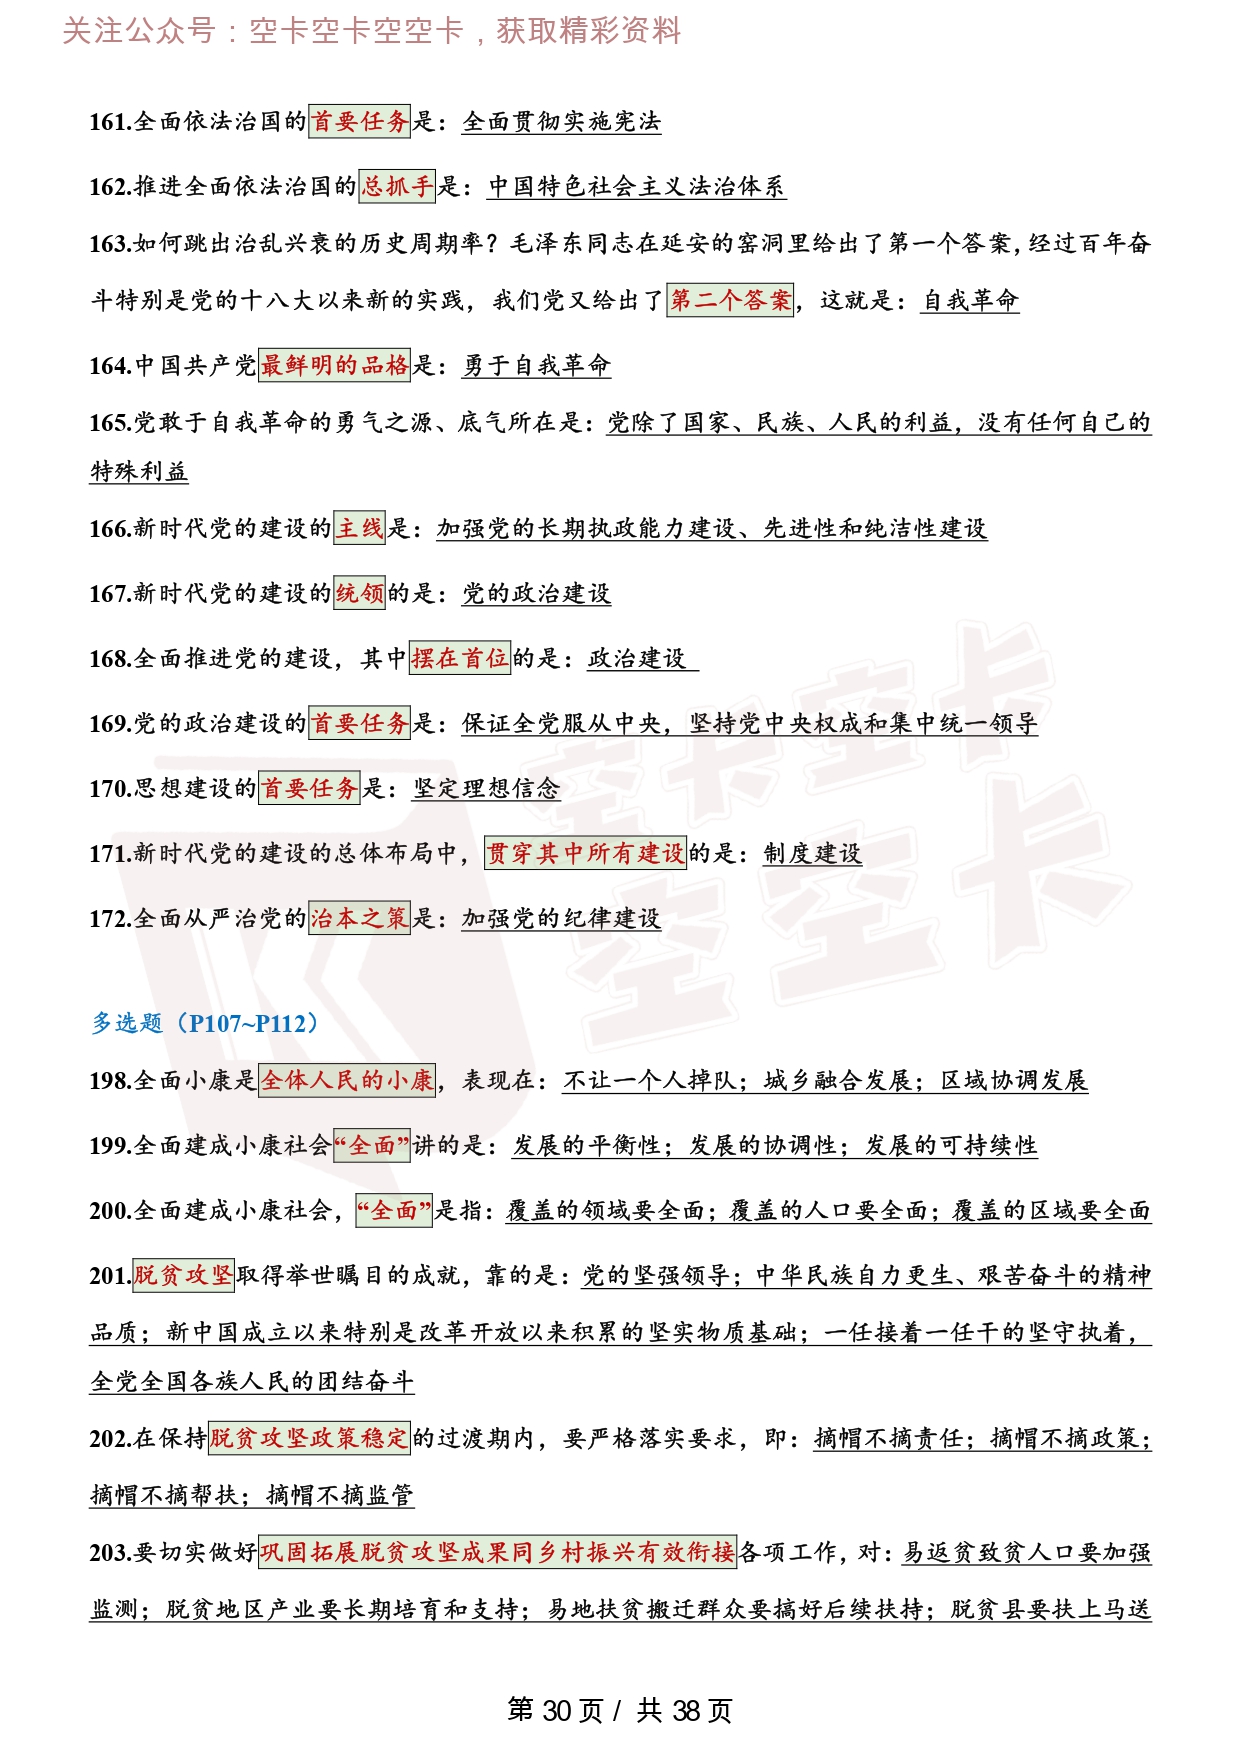 关注公众号：空卡空卡空空卡，获取精彩资料
161.全面依法治国的首要任务是：全面贯彻实施宪法
162.推进全面依法治国的总抓手是：中国特色社会主义法治体系
163.如何跳出治乱兴衰的历史周期率？毛泽东同志在延安的窑洞里给出了第一个答案，经过百年奋
斗特别是党的十八大以来新的实践，我们党又给出了第二个答案，这就是：自我革命
164.中国共产党最鲜明的品格是：勇于自我革命
165.党敢于自我革命的勇气之源、底气所在是：党除了国家、民族、人民的利益，没有任何自己的
特殊利益
166.新时代党的建设的主线是：加强党的长期执政能力建设、先进性和纯洁性建设
167.新时代党的建设的统领的是：党的政治建设
168.全面推进党的建设，其中摆在首位的是：政治建设
169.党的政治建设的首要任务是：保证全党服从中央，坚持党中央权成和集中统一领导
170.思想建设的首要任务是：坚定理想信念
171.新时代党的建设的总体布局中，贯穿其中所有建设的是：制度建设
172.全面从严治党的治本之策是：加强党的纪律建设
多选题（P107~P112）
198.全面小康是全体人民的小康，表现在：不让一个人掉队；城乡融合发展；区域协调发展
199.全面建成小康社会“全面”讲的是：发展的平衡性；发展的协调性；发展的可持续性
200.全面建成小康社会，“全面”是指：覆盖的领域要全面；覆盖的人口要全面；覆盖的区域要全面
201.脱贫攻坚取得举世瞩目的成就，靠的是：党的坚强领导；中华民族自力更生、艰苦奋斗的精神
品质；新中国成立以来特别是改革开放以来积累的坚实物质基础；一任接着一任干的坚守执着，
全党全国各族人民的团结奋斗
202.在保持脱贫攻坚政策稳定的过渡期内，要严格落实要求，即：摘帽不摘责任；摘帽不摘政策；
摘帽不摘帮扶；摘帽不摘监管
203.要切实做好巩固拓展脱贫攻坚成果同乡村振兴有效衔接各项工作，对：易返贫致贫人口要加强
监测；脱贫地区产业要长期培育和支持；易地扶贫搬迁群众要搞好后续扶持；脱贫县要扶上马送
空卡空卡
空空卡
第 30 页 / 共 38 页